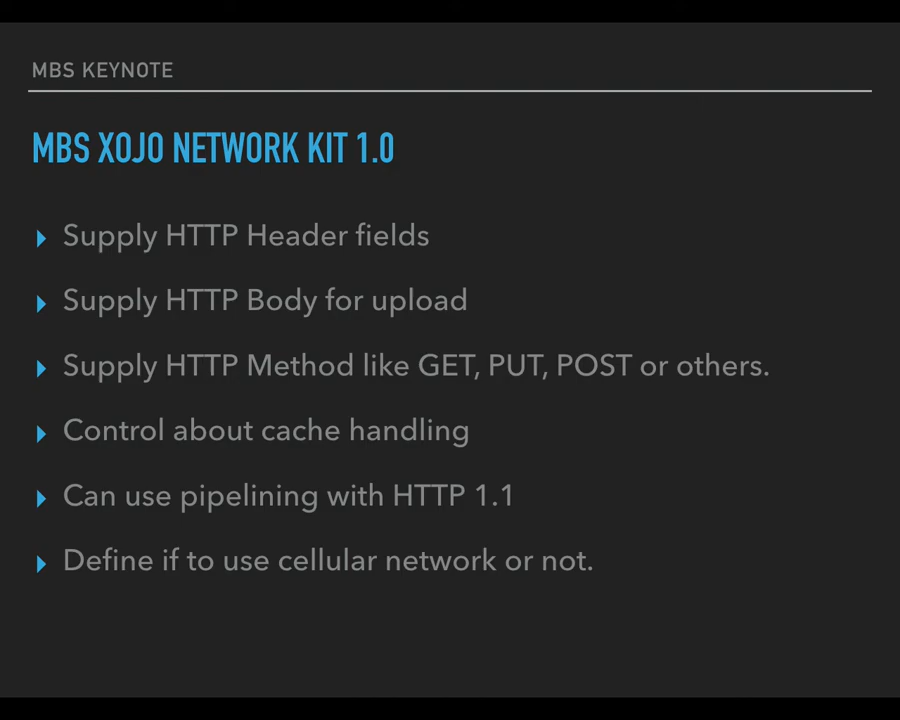 MBS KEYNOTE
MBS XOJO NETWORK KIT 1.0
Supply HTTP Header fields
Supply HTTP Body for upload
Supply HTTP Method like GET, PUT, POST or others.
Control about cache handling
Can use pipelining with HTTP 1.1
Define if to use cellular network or not.